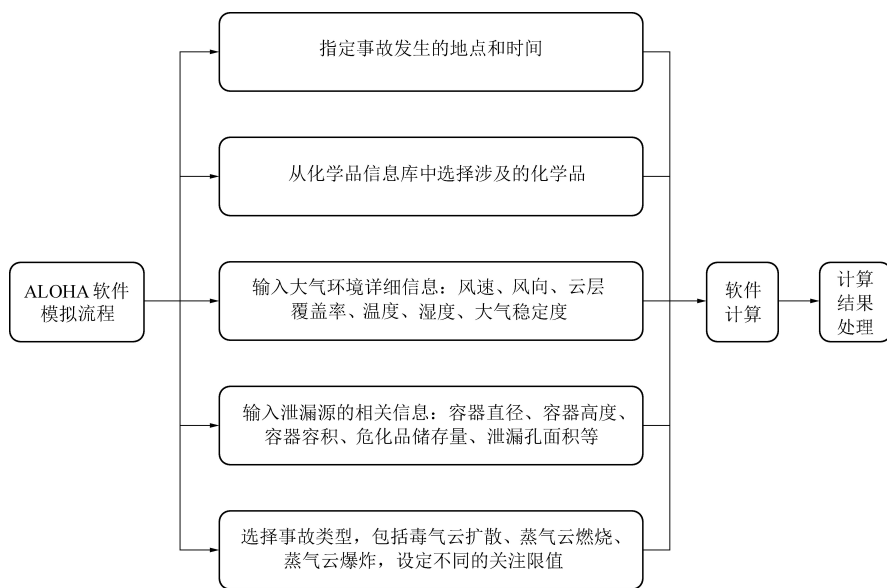 指定事故发生的地点和时间
从化学品信息库中选择涉及的化学品
ALOHA 软件
模拟流程
输入大气环境详细信息：风速、风向、云层
覆盖率、温度、湿度、大气稳定度
软件
计算
计算
结果
处理
输入泄漏源的相关信息：容器直径、容器高度、
容器容积、危化品储存量、泄漏孔面积等
选择事故类型，包括毒气云扩散、蒸气云燃烧、
蒸气云爆炸，设定不同的关注限值